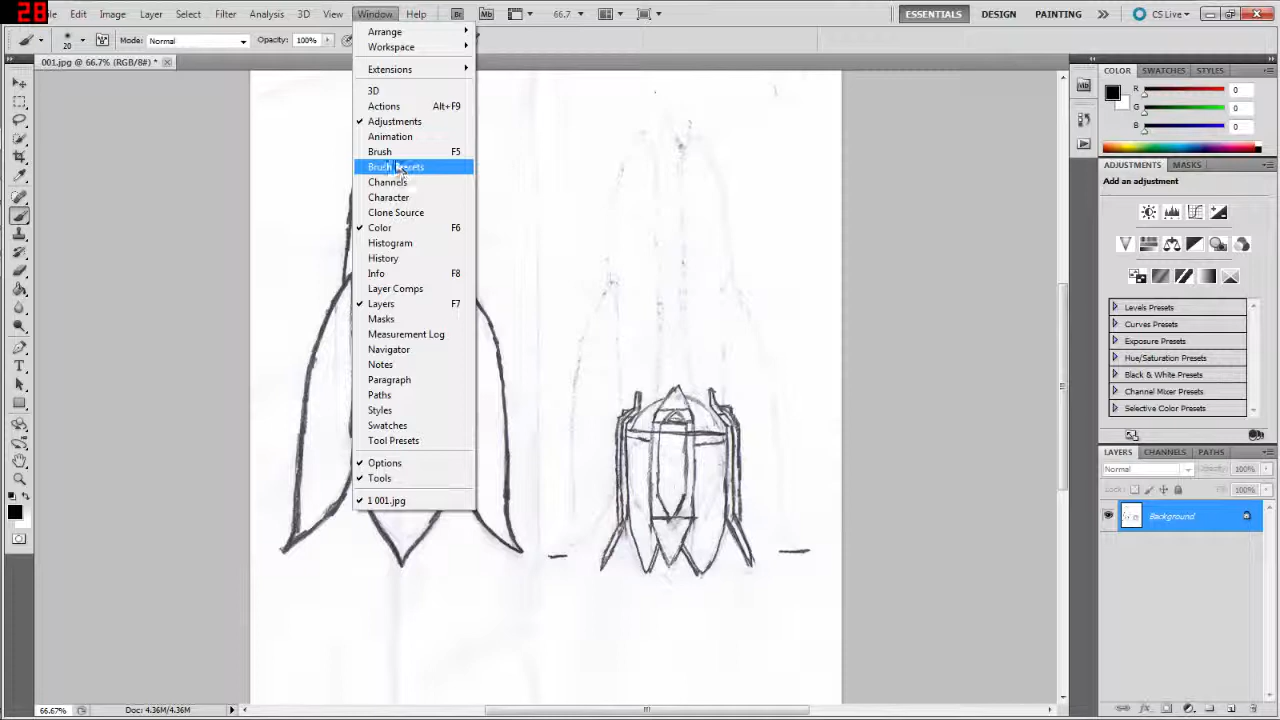 28
Edit Image Layer Select Filter Analysis 3D View Window Help Br Mb 66.7 ESSENTIALS DESIGN PAINTING CS Live
20 Mode: Normal Opacity: 100%
001.jpg @ 66.7% (RGB/8#) *
Arrange
Workspace
Extensions
3D
Actions Alt+F9
Adjustments
Animation
Brush F5
Brush Presets
Channels
Character
Clone Source
Color F6
Histogram
History
Info F8
Layer Comps
Layers F7
Masks
Measurement Log
Navigator
Notes
Paragraph
Paths
Styles
Swatches
Tool Presets
Options
Tools
1 001.jpg
COLOR SWATCHES STYLES
R 0
G 0
B 0
ADJUSTMENTS MASKS
Add an adjustment
Levels Presets
Curves Presets
Exposure Presets
Hue/Saturation Presets
Black & White Presets
Channel Mixer Presets
Selective Color Presets
LAYERS CHANNELS PATHS
Normal Opacity: 100%
Lock: Fill: 100%
Background
66.67% Doc: 4.36M/4.36M